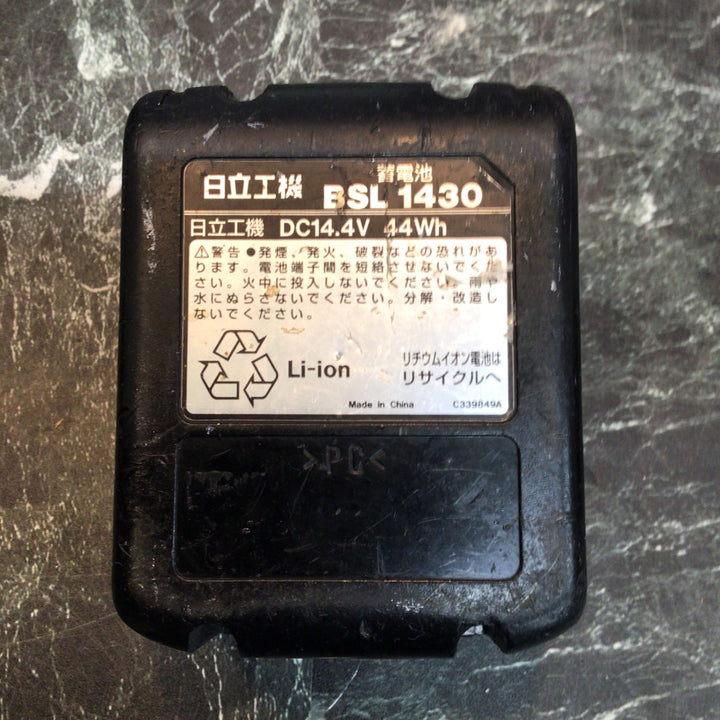 蓄電池
日立工機 BSL 1430
日立工機 DC14.4V 44Wh
⚠警告 ●発煙、発火、破裂などの恐れがあ
ります。電池端子間を短絡させないでくだ
さい。火中に投入しないでください。雨や
水にぬらさないでください。分解・改造し
ないでください。
Li-ion
リチウムイオン電池は
リサイクルへ
Made in China C339849A
>PC<